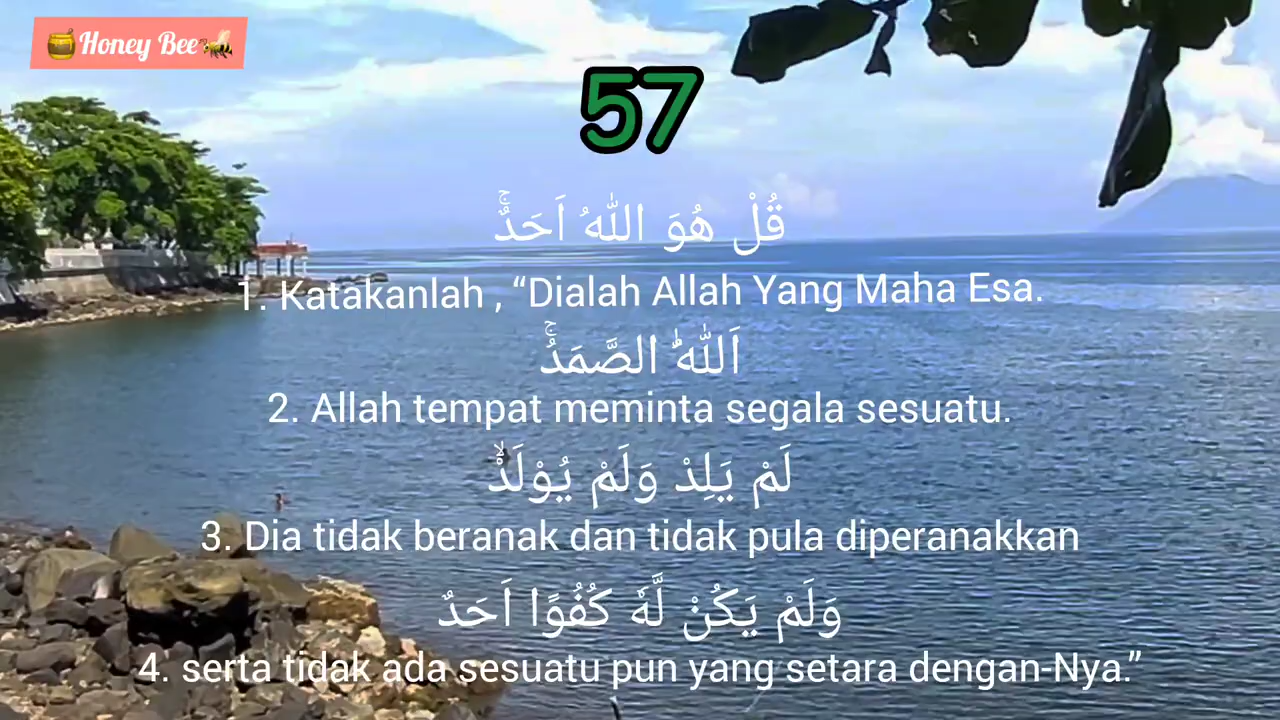 Honey Bee
57
قُلْ هُوَ اللّٰهُ اَحَدٌۚ
1. Katakanlah , “Dialah Allah Yang Maha Esa.
اَللّٰهُ الصَّمَدُۚ
2. Allah tempat meminta segala sesuatu.
لَمْ يَلِدْ وَلَمْ يُوْلَدْۙ
3. Dia tidak beranak dan tidak pula diperanakkan
وَلَمْ يَكُنْ لَّهٗ كُفُوًا اَحَدٌ
4. serta tidak ada sesuatu pun yang setara dengan-Nya.”